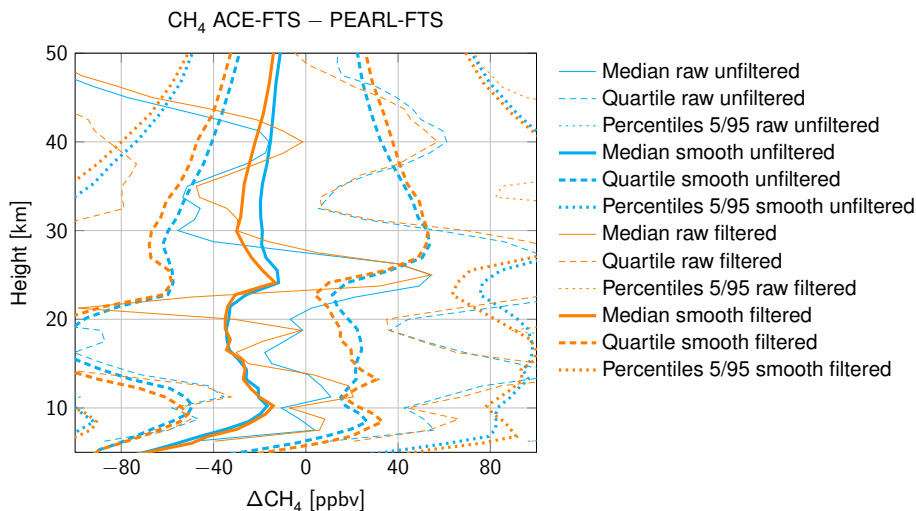 CH4 ACE-FTS − PEARL-FTS
50
40
30
20
10
Height [km]
−80
−40
0
40
80
ΔCH4 [ppbv]
Median raw unfiltered
Quartile raw unfiltered
Percentiles 5/95 raw unfiltered
Median smooth unfiltered
Quartile smooth unfiltered
Percentiles 5/95 smooth unfiltered
Median raw filtered
Quartile raw filtered
Percentiles 5/95 raw filtered
Median smooth filtered
Quartile smooth filtered
Percentiles 5/95 smooth filtered